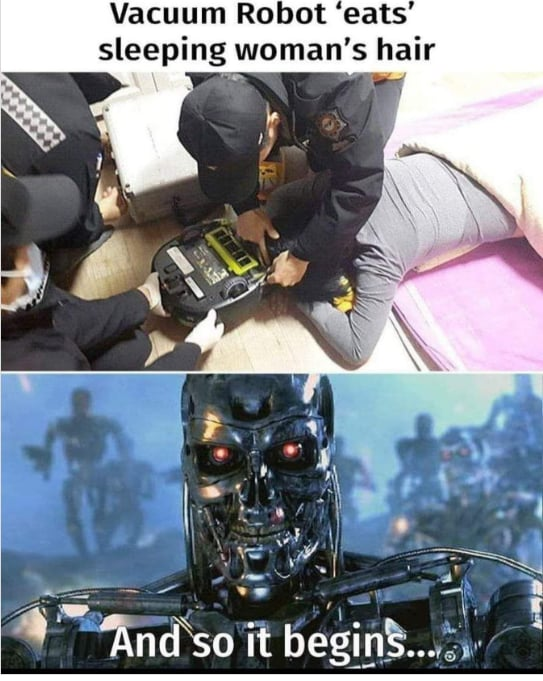 Vacuum Robot ‘eats’
sleeping woman’s hair
And so it begins...